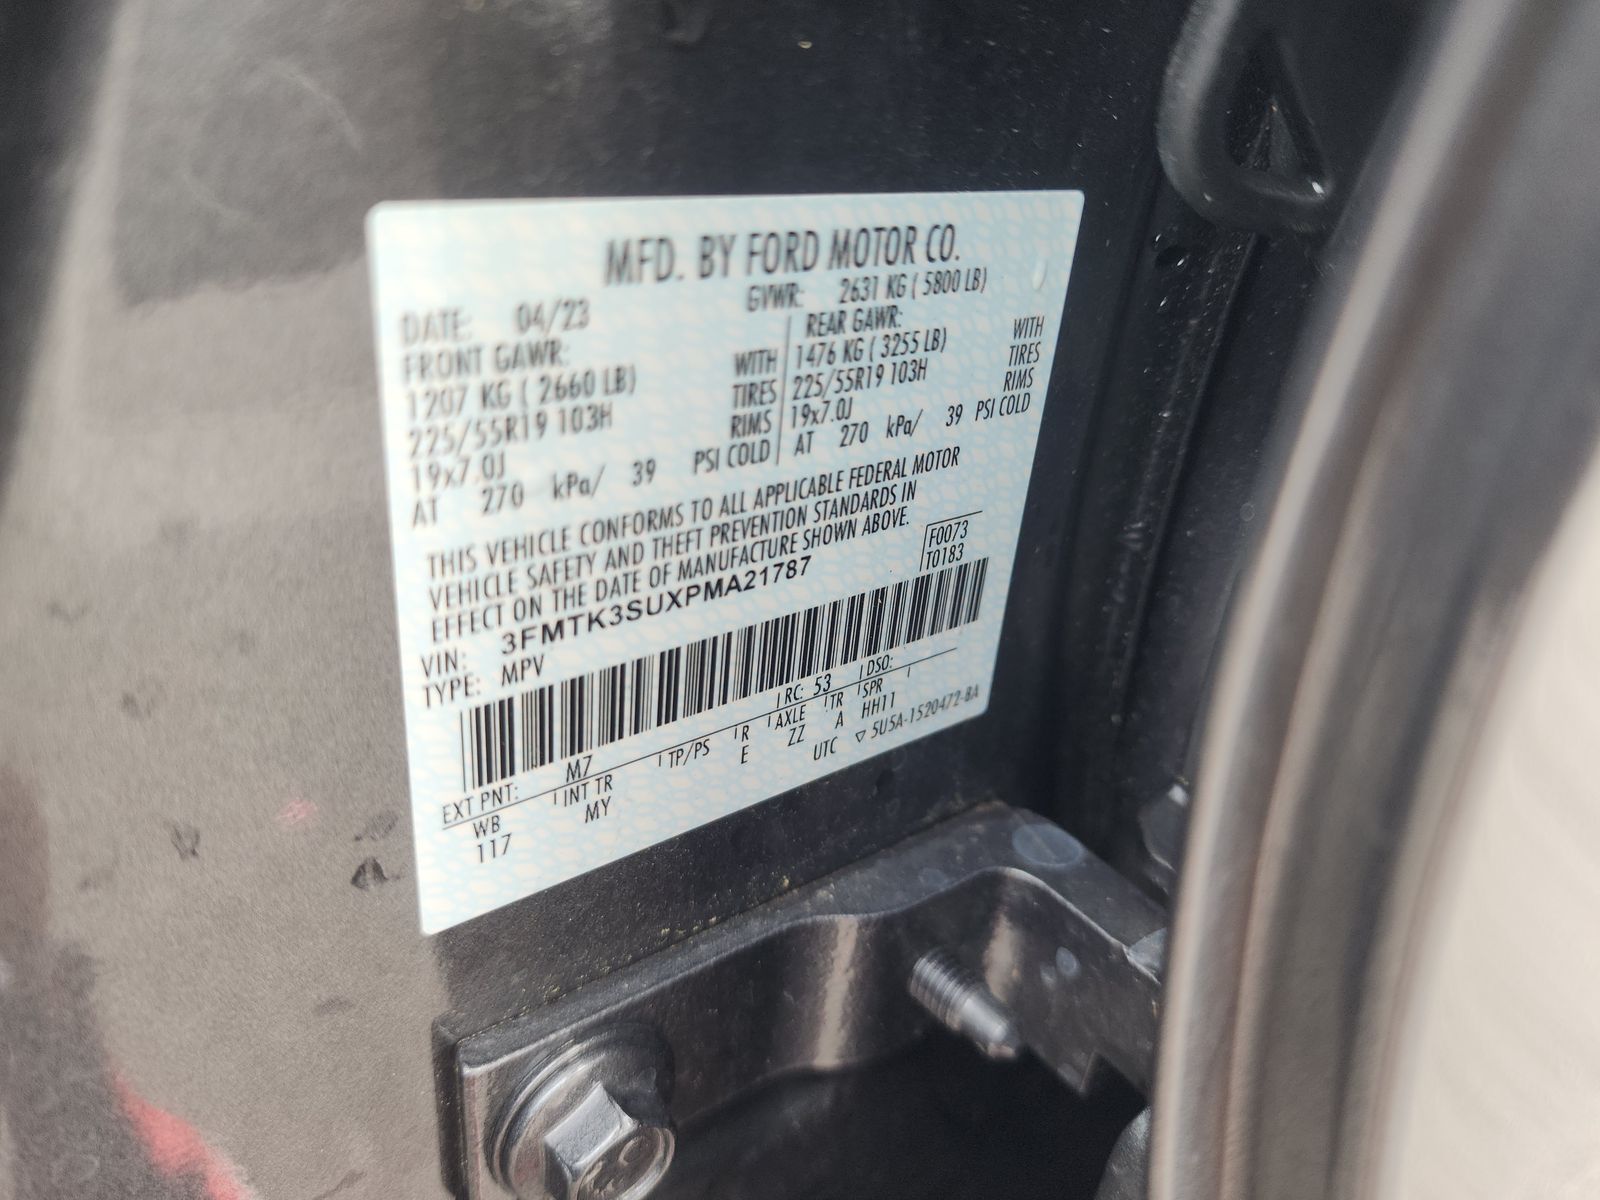 MFD. BY FORD MOTOR CO.
DATE: 04/23 GVWR: 2631 KG ( 5800 LB)
FRONT GAWR: REAR GAWR:
1207 KG ( 2660 LB) WITH 1476 KG ( 3255 LB) WITH
225/55R19 103H TIRES 225/55R19 103H TIRES
19x7.0J RIMS 19x7.0J RIMS
AT 270 kPa/ 39 PSI COLD AT 270 kPa/ 39 PSI COLD
THIS VEHICLE CONFORMS TO ALL APPLICABLE FEDERAL MOTOR
VEHICLE SAFETY AND THEFT PREVENTION STANDARDS IN
EFFECT ON THE DATE OF MANUFACTURE SHOWN ABOVE.
F0073
T0183
VIN: 3FMTK3SUXPMA21787
TYPE: MPV
EXT PNT: M7 RC: 53 DSO:
WB INT TR TP/PS R AXLE TR SPR
117 MY E ZZ A HH11
UTC ▽ 5U5A-1520472-BA